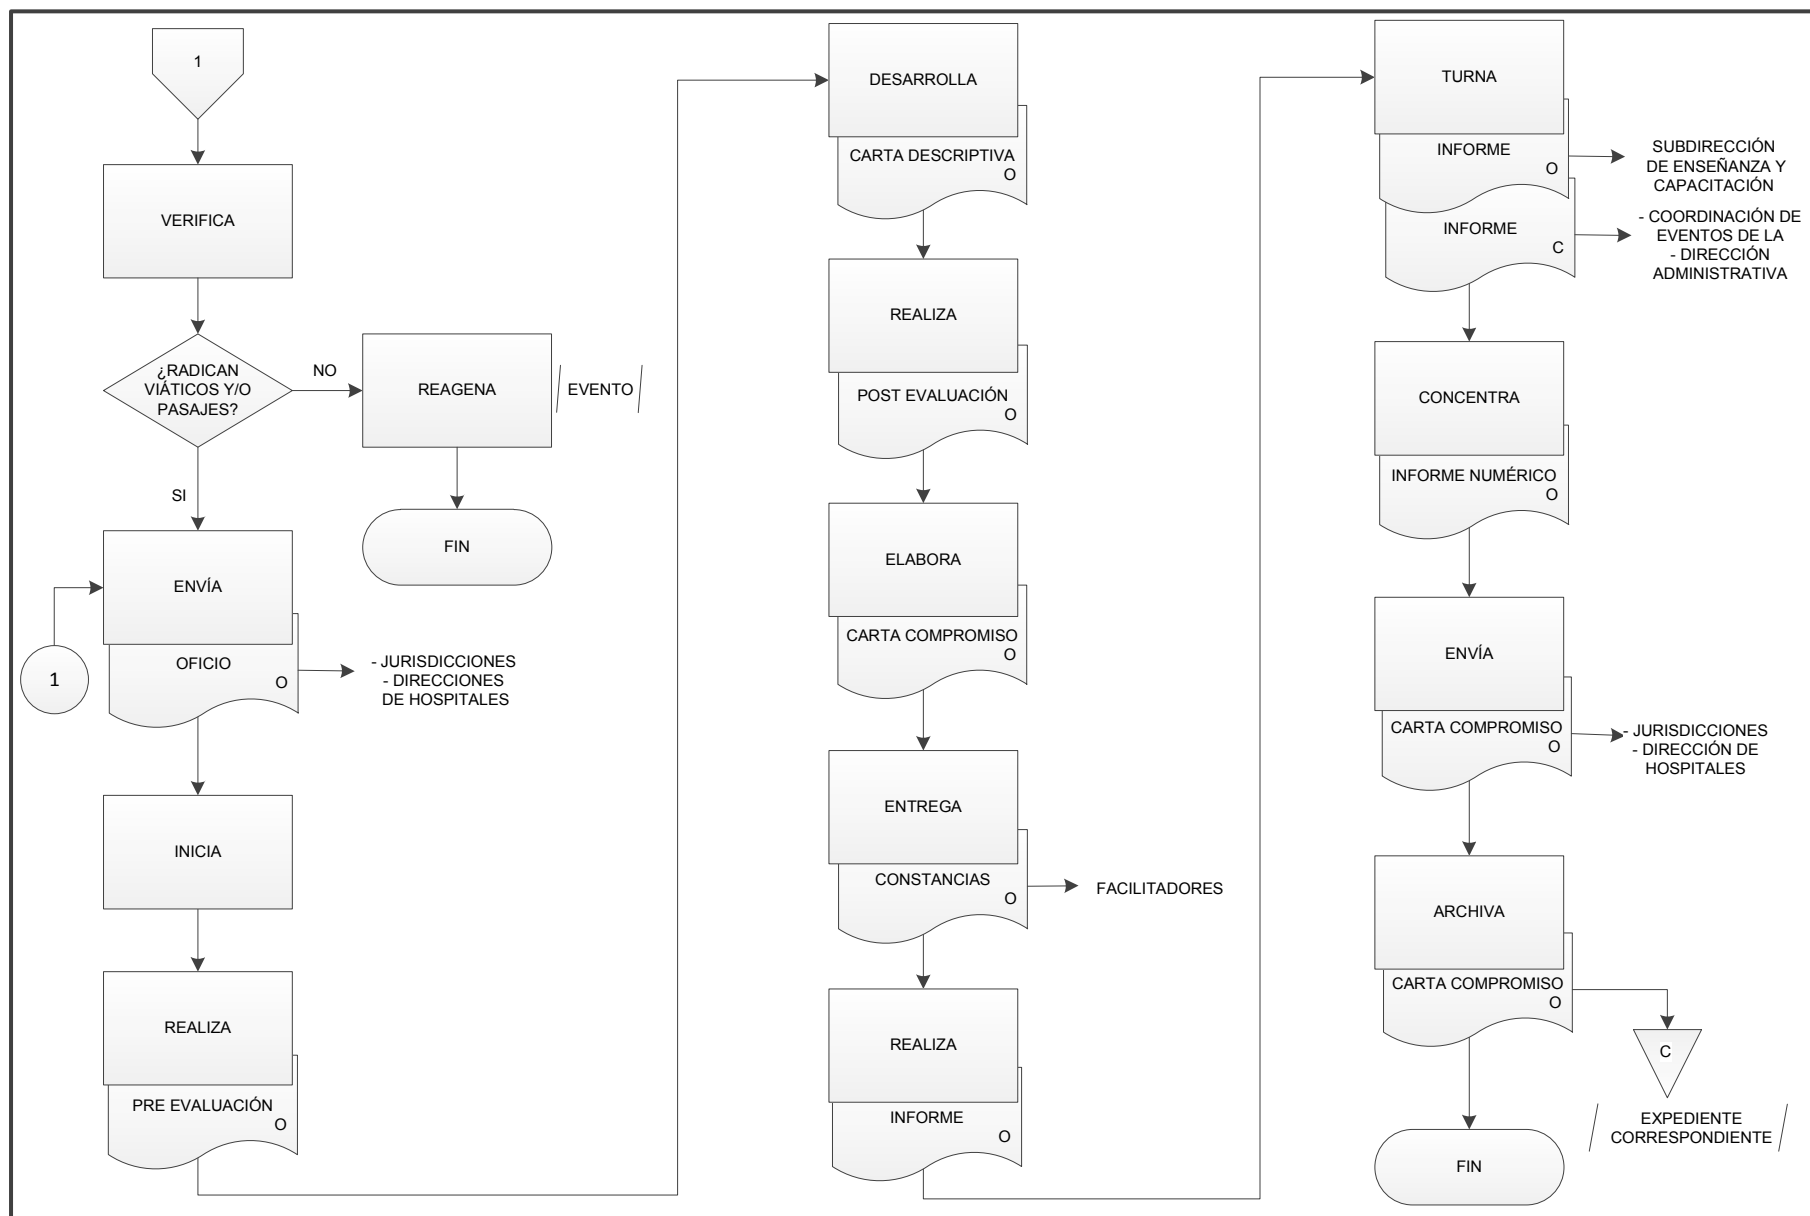 1
VERIFICA
¿RADICAN
VIÁTICOS Y/O
PASAJES?
NO
REAGENA
/ EVENTO /
FIN
SI
ENVÍA
1
OFICIO
O
- JURISDICCIONES
- DIRECCIONES
DE HOSPITALES
INICIA
REALIZA
PRE EVALUACIÓN
O
DESARROLLA
CARTA DESCRIPTIVA
O
REALIZA
POST EVALUACIÓN
O
ELABORA
CARTA COMPROMISO
O
ENTREGA
CONSTANCIAS
O
FACILITADORES
REALIZA
INFORME
O
TURNA
INFORME
O
SUBDIRECCIÓN
DE ENSEÑANZA Y
CAPACITACIÓN
INFORME
C
- COORDINACIÓN DE
EVENTOS DE LA
- DIRECCIÓN
ADMINISTRATIVA
CONCENTRA
INFORME NUMÉRICO
O
ENVÍA
CARTA COMPROMISO
O
- JURISDICCIONES
- DIRECCIÓN DE
HOSPITALES
ARCHIVA
CARTA COMPROMISO
O
C
/ EXPEDIENTE
CORRESPONDIENTE /
FIN